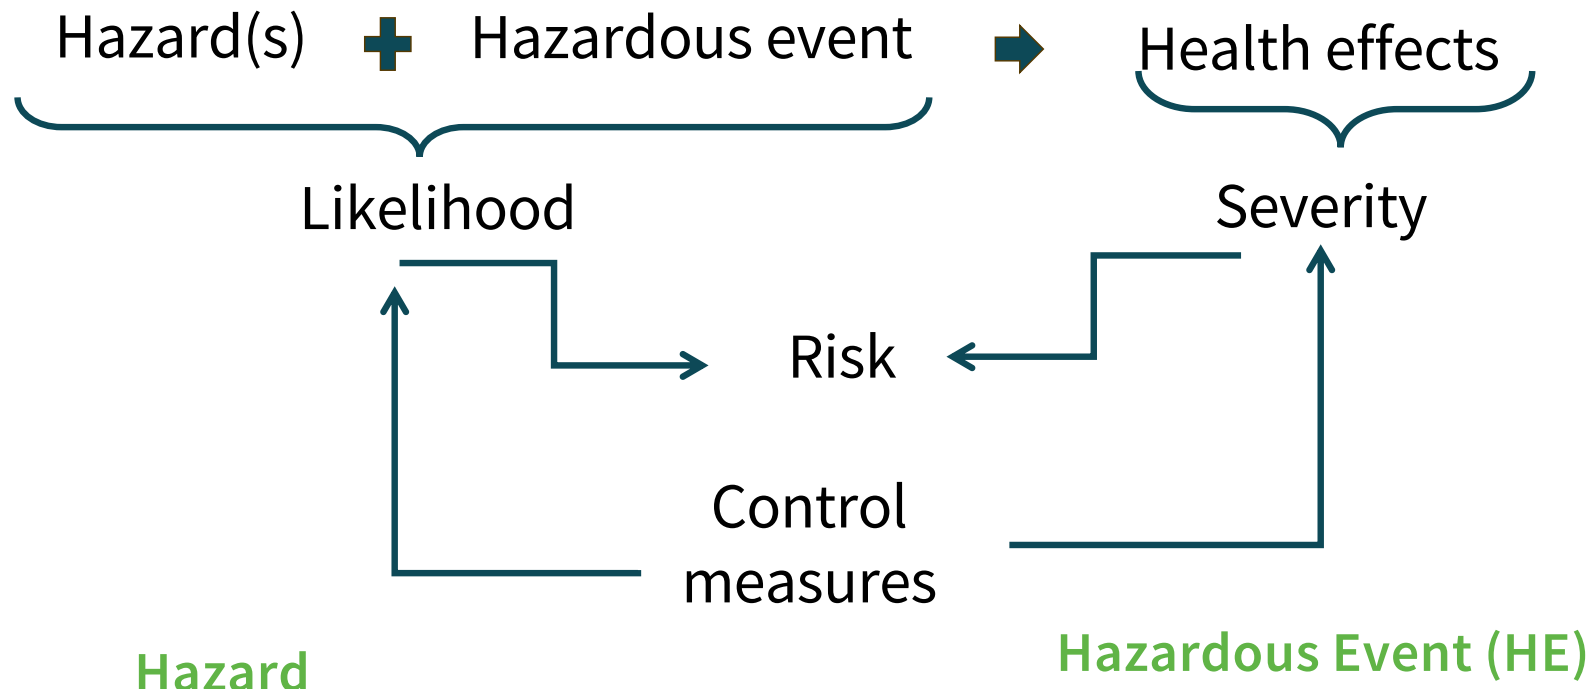 Hazard(s) + Hazardous event Health effects
Likelihood Severity
Risk
Control
measures
Hazardous Event (HE)
Hazard